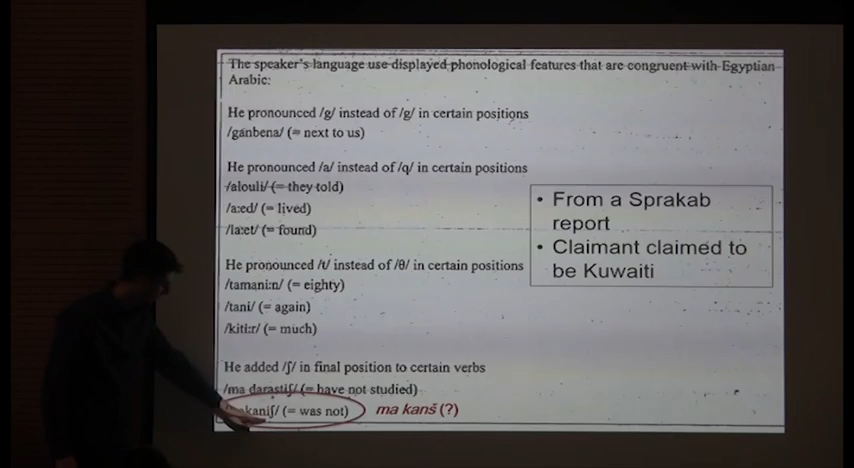 The speaker's language use displayed phonological features that are congruent with Egyptian
Arabic:
He pronounced /g/ instead of /g/ in certain positions
/ganbena/ (= next to us)
He pronounced /a/ instead of /q/ in certain positions
/alouli/ (= they told)
/a:ed/ (= lived)
/la:et/ (= found)
He pronounced /t/ instead of /θ/ in certain positions
/tamani:n/ (= eighty)
/tani/ (= again)
/kiti:r/ (= much)
He added /ʃ/ in final position to certain verbs
/ma darastiʃ/ (= have not studied)
kaniʃ/ (= was not)
ma kanš (?)
• From a Sprakab
report
• Claimant claimed to
be Kuwaiti